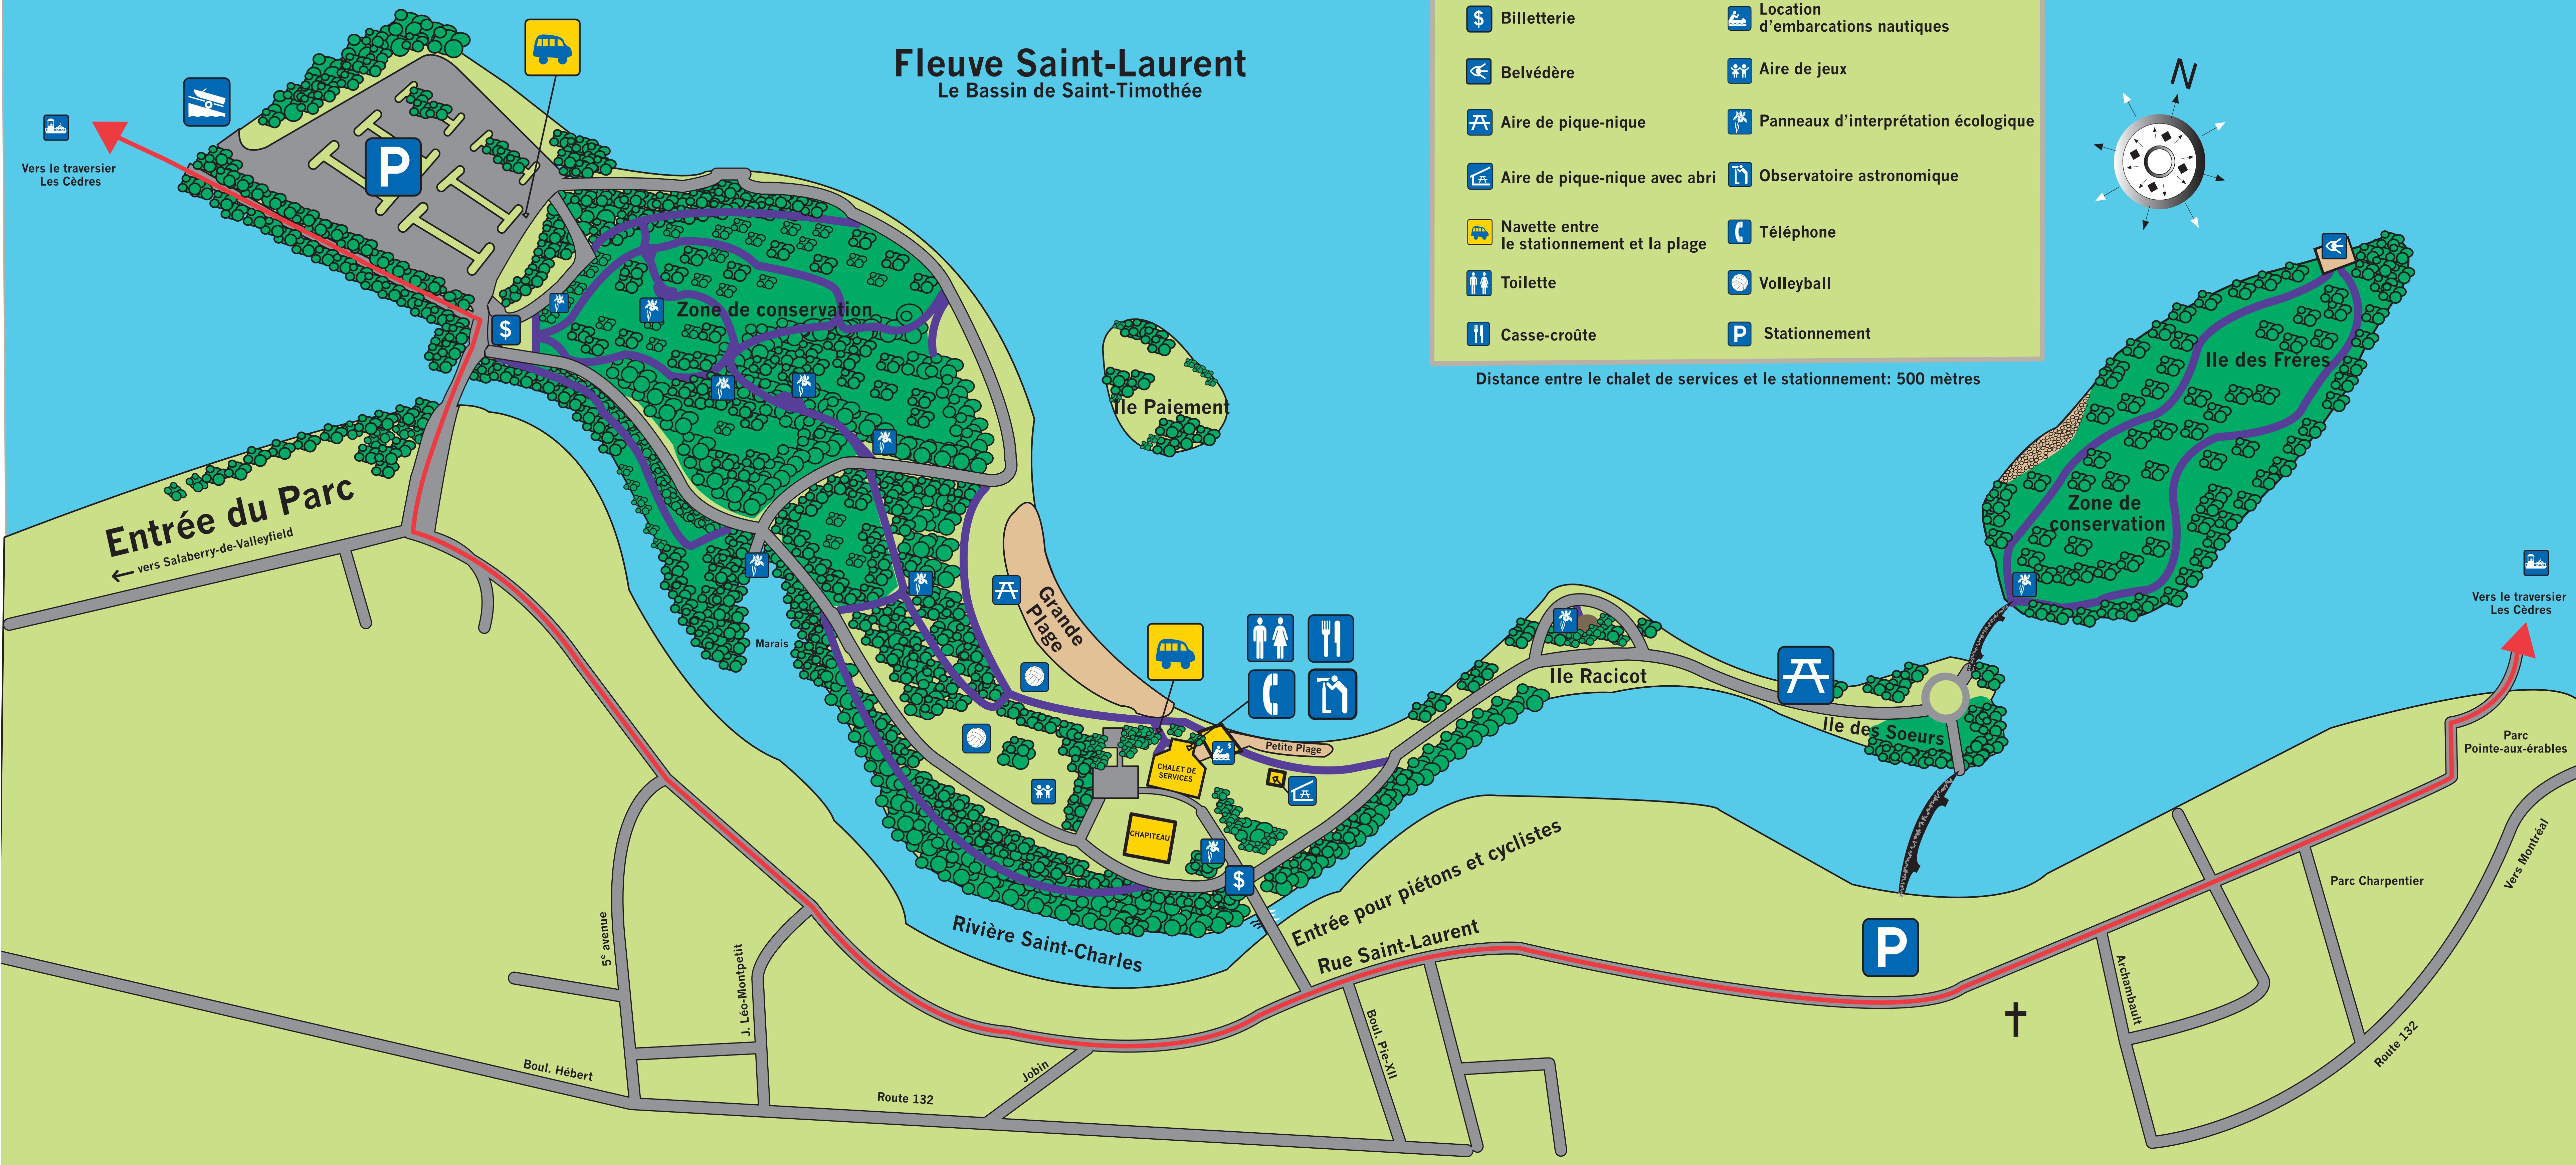 Fleuve Saint-Laurent
Le Bassin de Saint-Timothée
$ Billetterie
Belvédère
Aire de pique-nique
Aire de pique-nique avec abri
Navette entre
le stationnement et la plage
Toilette
Casse-croûte
Location
d'embarcations nautiques
Aire de jeux
Panneaux d'interprétation écologique
Observatoire astronomique
Téléphone
Volleyball
P Stationnement
Distance entre le chalet de services et le stationnement: 500 mètres
N
Vers le traversier
Les Cèdres
P
$
Zone de conservation
Ile Paiement
Ile des Frères
Zone de
conservation
Entrée du Parc
← vers Salaberry-de-Valleyfield
Marais
Grande
Plage
Petite Plage
CHALET DE
SERVICES
$
CHAPITEAU
$
Ile Racicot
Ile des Soeurs
Vers le traversier
Les Cèdres
Parc
Pointe-aux-érables
Rivière Saint-Charles
Entrée pour piétons et cyclistes
Rue Saint-Laurent
P
Parc Charpentier
Vers Montréal
5e avenue
J. Léo-Montpetit
Boul. Hébert
Route 132
Jobin
Boul. Pie-XII
Archambault
Route 132